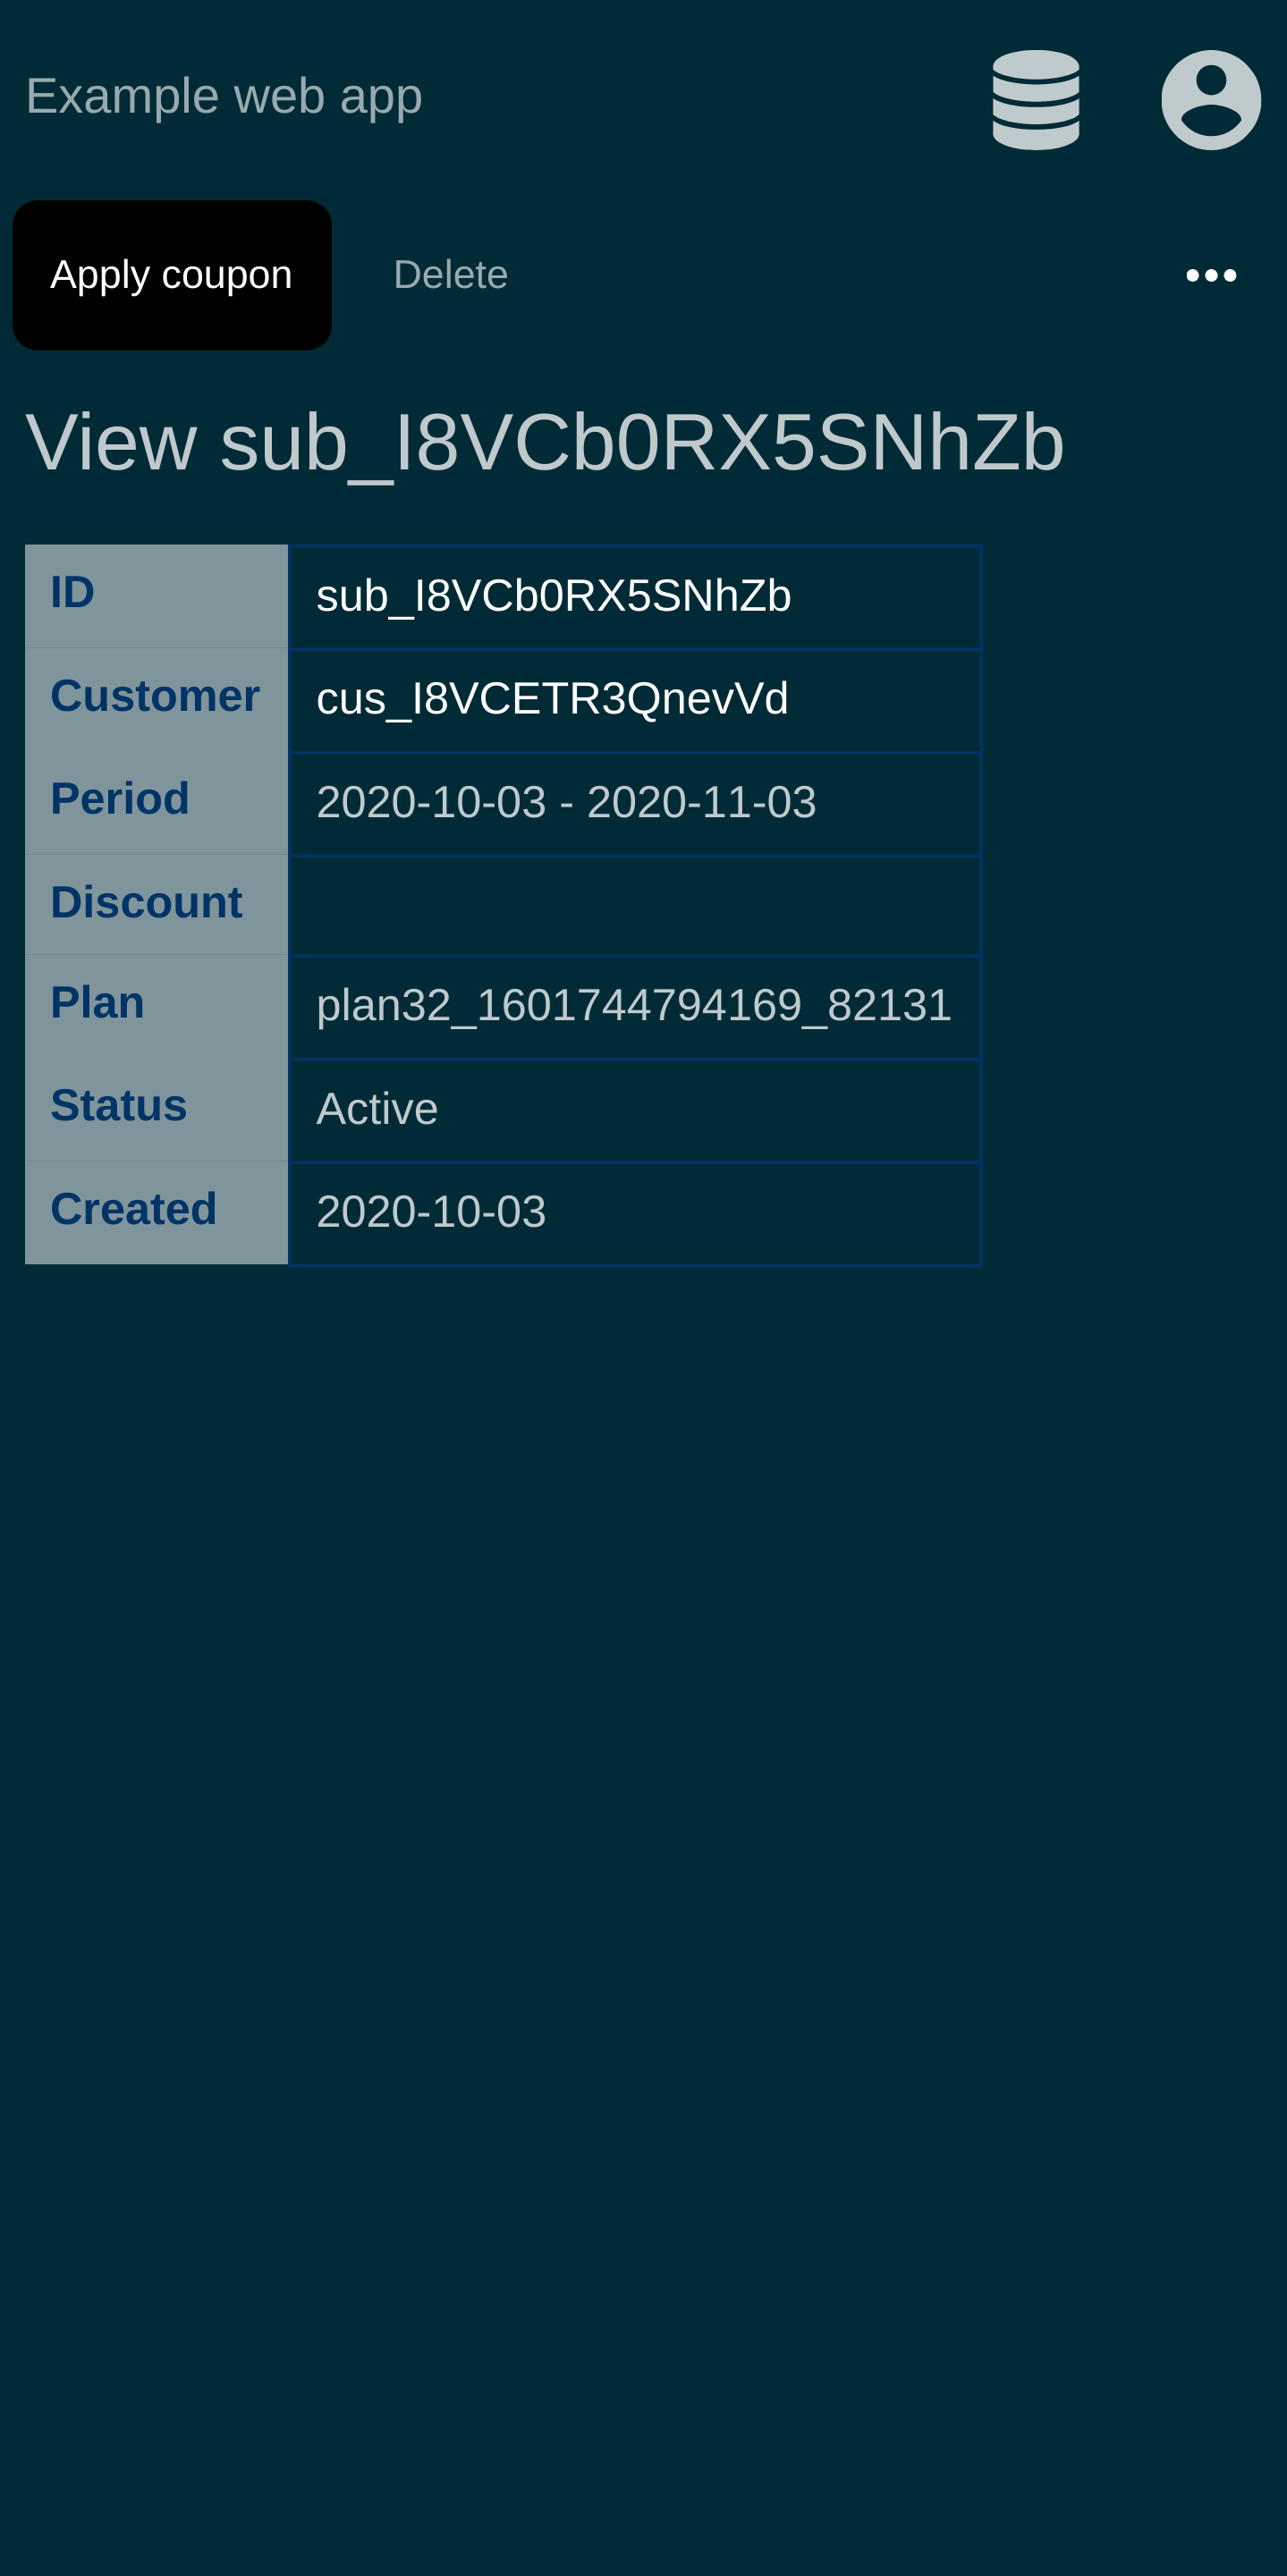 Example web app
Apply coupon Delete
View sub_I8VCb0RX5SNhZb
ID sub_I8VCb0RX5SNhZb
Customer cus_I8VCETR3QnevVd
Period 2020-10-03 - 2020-11-03
Discount
Plan plan32_1601744794169_82131
Status Active
Created 2020-10-03